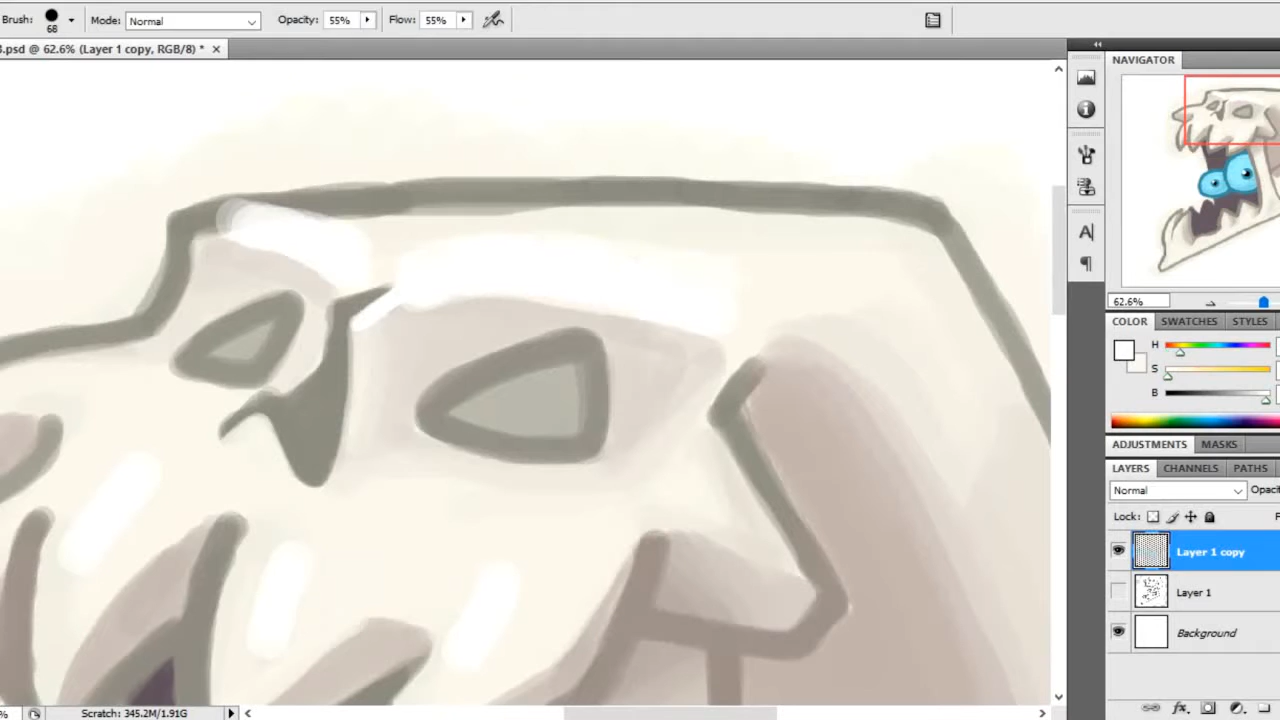 Brush: 68 Mode: Normal Opacity: 55% Flow: 55%
3.psd @ 62.6% (Layer 1 copy, RGB/8) * ×
NAVIGATOR
62.6%
COLOR SWATCHES STYLES
H
S
B
ADJUSTMENTS MASKS
LAYERS CHANNELS PATHS
Normal Opacit
Lock: F
Layer 1 copy
Layer 1
Background
fx
% Scratch: 345.2M/1.91G